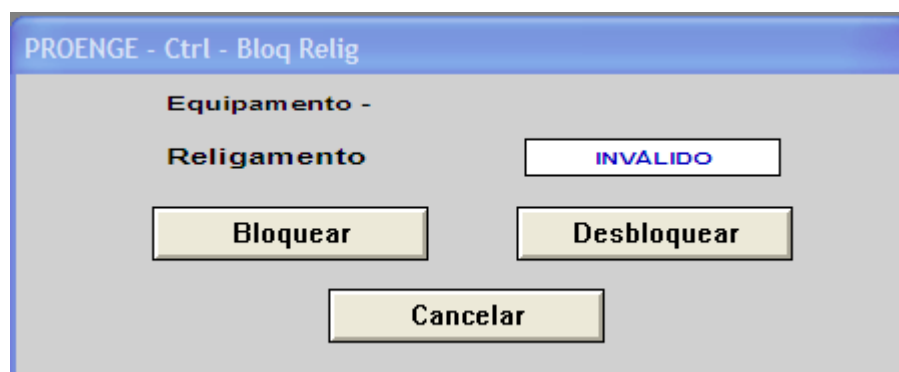 PROENGE - Ctrl - Bloq Relig
Equipamento -
Religamento INVÁLIDO
Bloquear Desbloquear
Cancelar